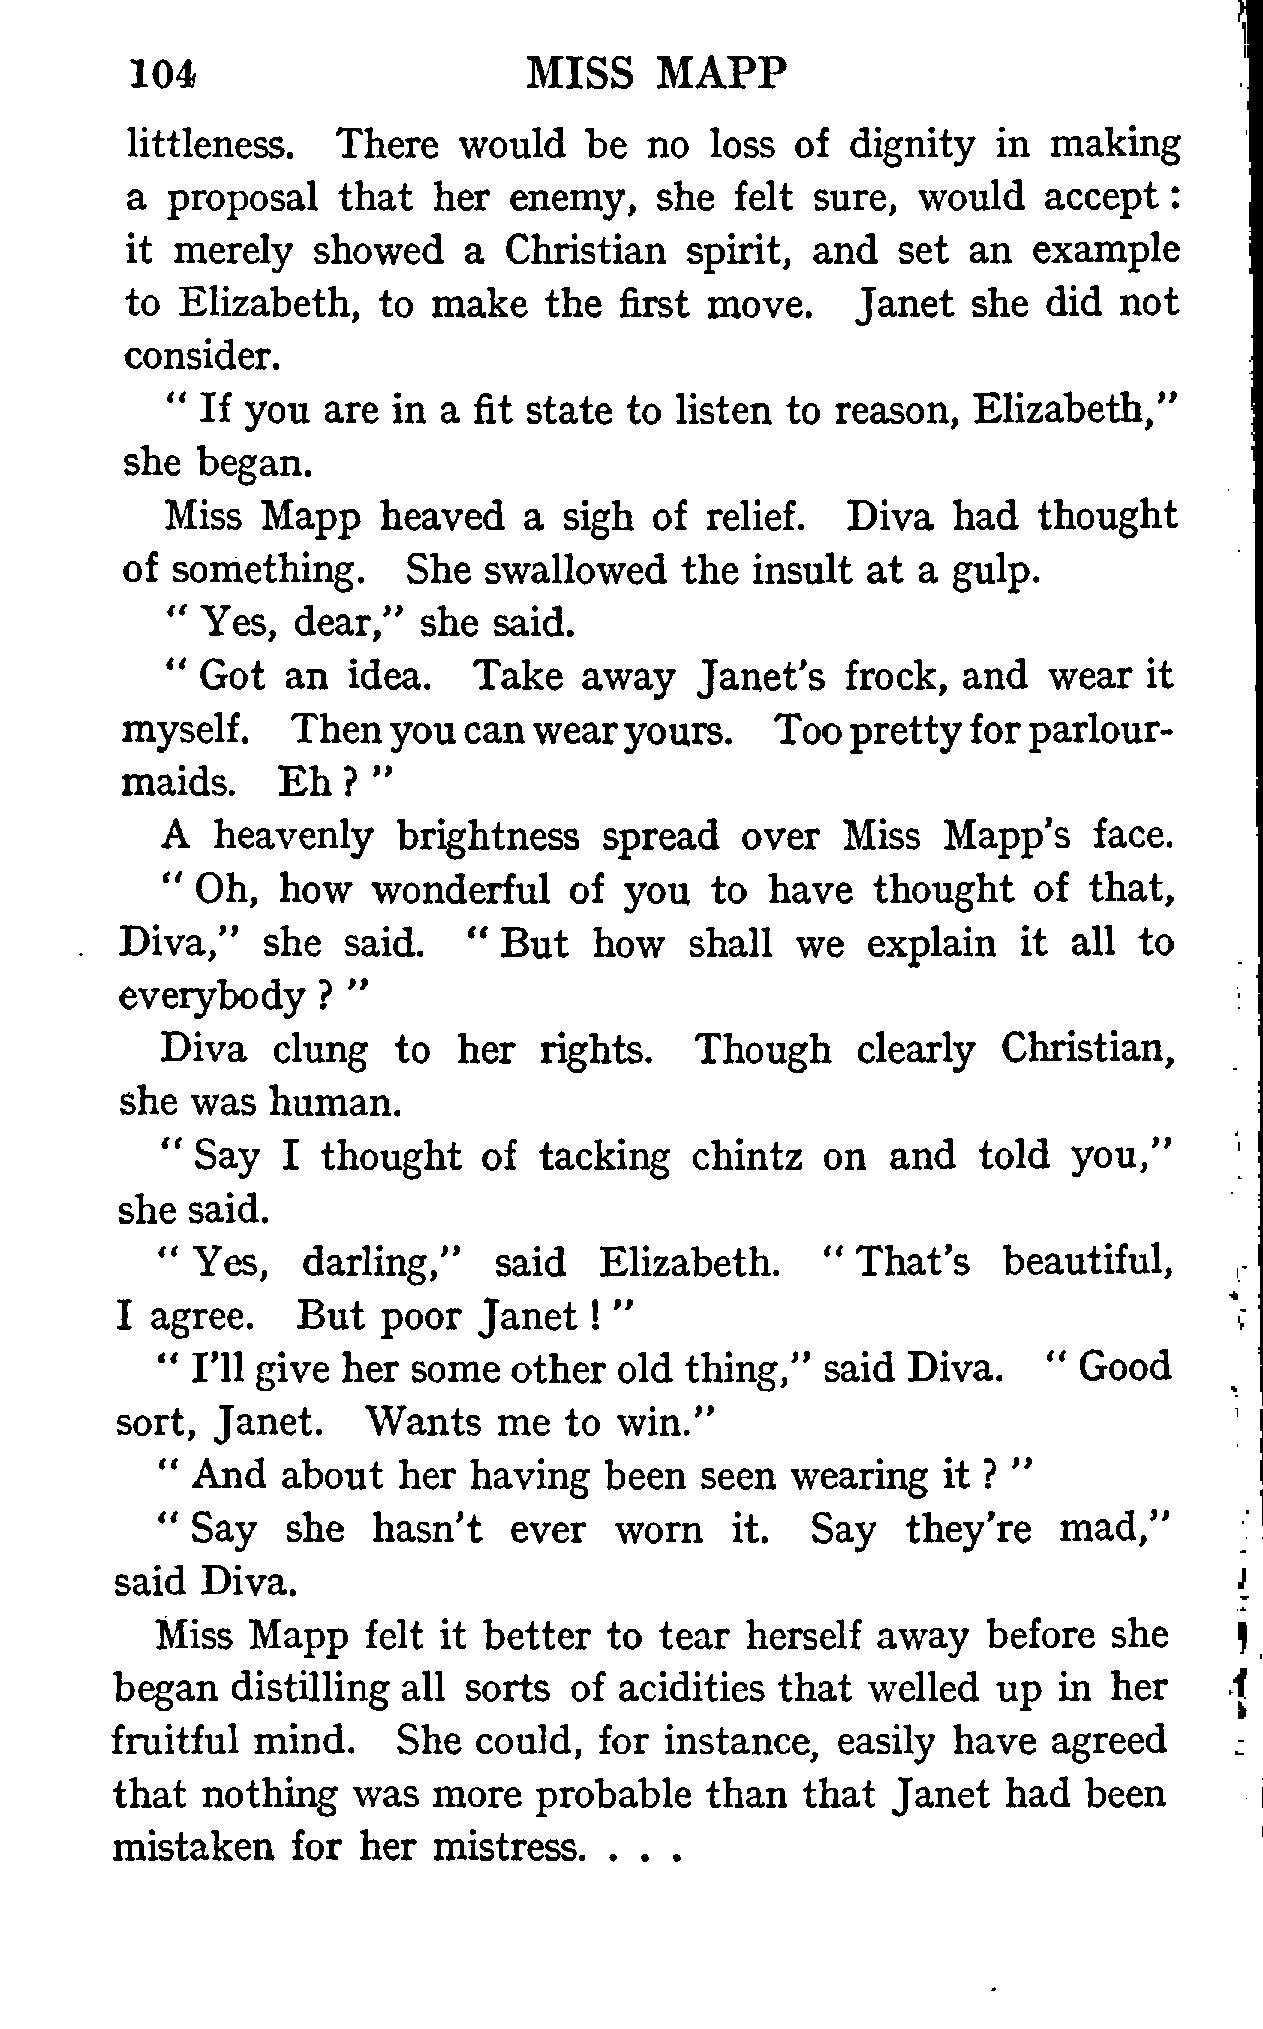 104 MISS MAPP
littleness. There would be no loss of dignity in making
a proposal that her enemy, she felt sure, would accept :
it merely showed a Christian spirit, and set an example
to Elizabeth, to make the first move. Janet she did not
consider.
“ If you are in a fit state to listen to reason, Elizabeth,”
she began.
Miss Mapp heaved a sigh of relief. Diva had thought
of something. She swallowed the insult at a gulp.
“ Yes, dear,” she said.
“ Got an idea. Take away Janet’s frock, and wear it
myself. Then you can wear yours. Too pretty for parlour-
maids. Eh ? ”
A heavenly brightness spread over Miss Mapp’s face.
“ Oh, how wonderful of you to have thought of that,
Diva,” she said. “ But how shall we explain it all to
everybody ? ”
Diva clung to her rights. Though clearly Christian,
she was human.
“ Say I thought of tacking chintz on and told you,”
she said.
“ Yes, darling,” said Elizabeth. “ That’s beautiful,
I agree. But poor Janet ! ”
“ I’ll give her some other old thing,” said Diva. “ Good
sort, Janet. Wants me to win.”
“ And about her having been seen wearing it ? ”
“ Say she hasn’t ever worn it. Say they’re mad,”
said Diva.
Miss Mapp felt it better to tear herself away before she
began distilling all sorts of acidities that welled up in her
fruitful mind. She could, for instance, easily have agreed
that nothing was more probable than that Janet had been
mistaken for her mistress. . . .